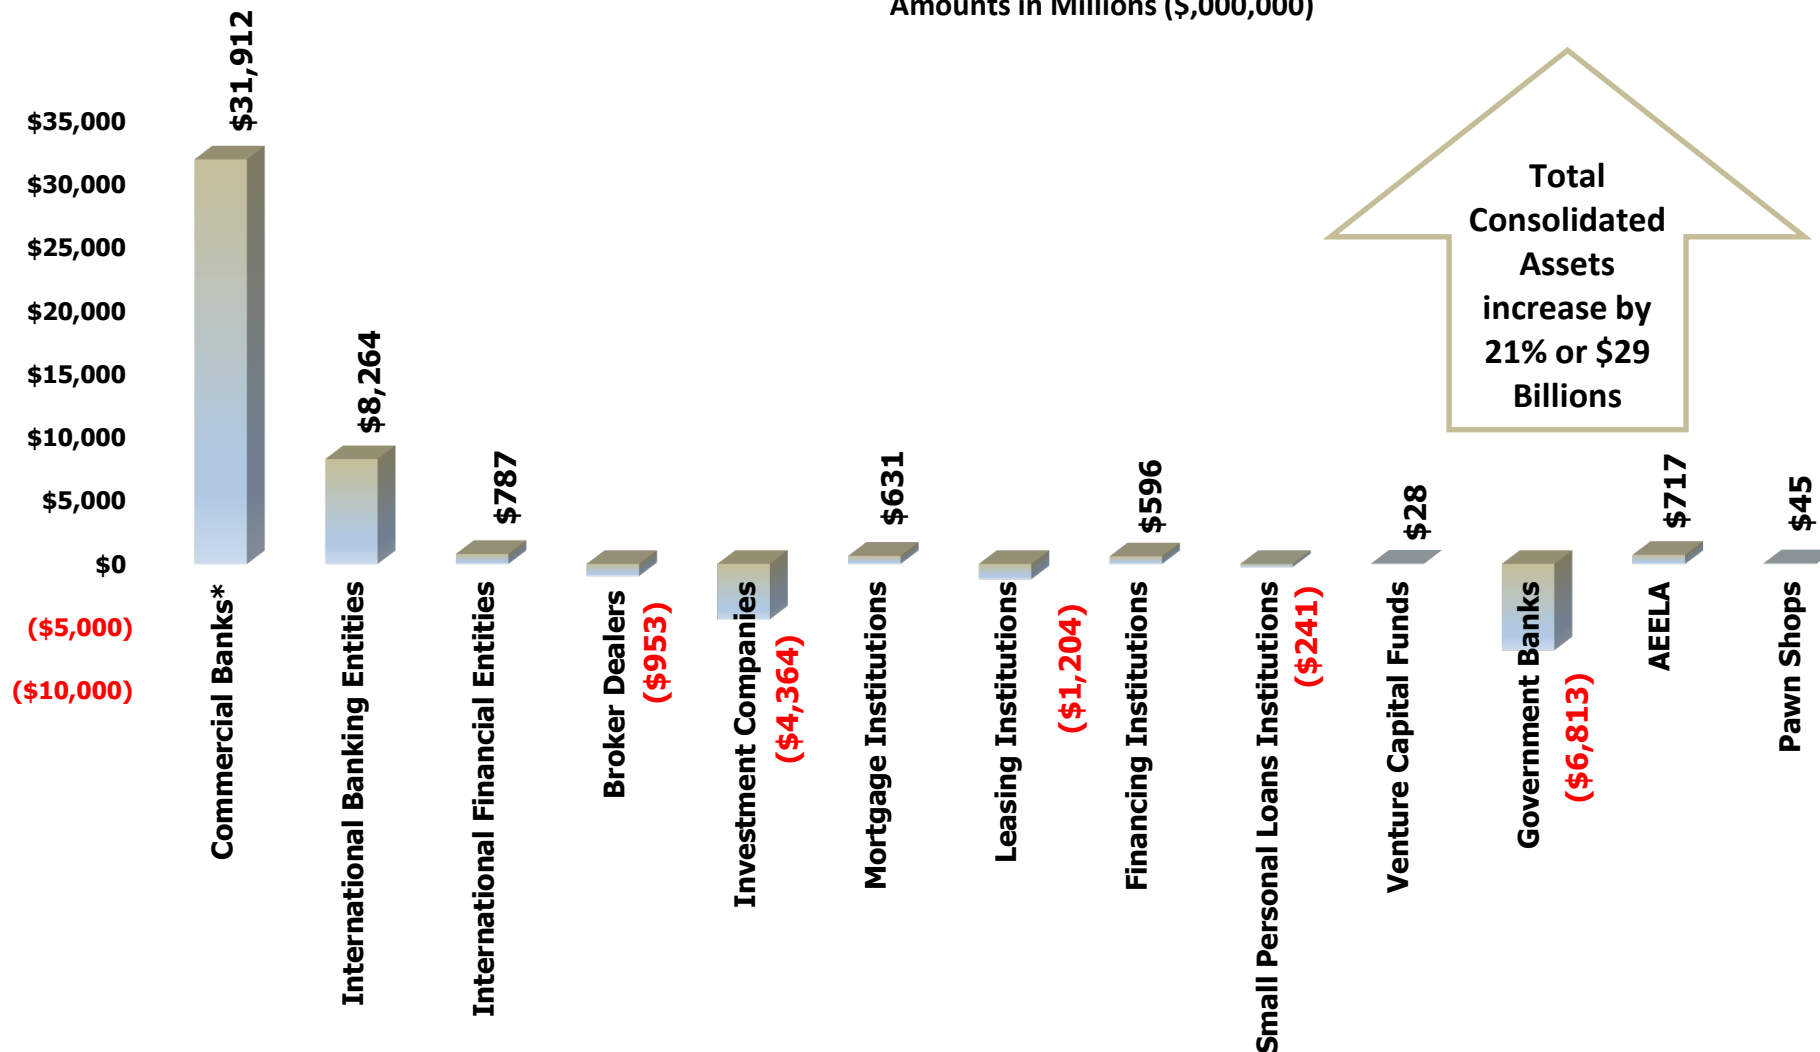 Amounts in Millions ($,000,000)
$35,000
$30,000
$25,000
$20,000
$15,000
$10,000
$5,000
$0
($5,000)
($10,000)
$31,912
$8,264
$787
($953)
($4,364)
$631
($1,204)
$596
($241)
$28
($6,813)
$717
$45
Commercial Banks*
International Banking Entities
International Financial Entities
Broker Dealers
Investment Companies
Mortgage Institutions
Leasing Institutions
Financing Institutions
Small Personal Loans Institutions
Venture Capital Funds
Government Banks
AEELA
Pawn Shops
Total
Consolidated
Assets
increase by
21% or $29
Billions